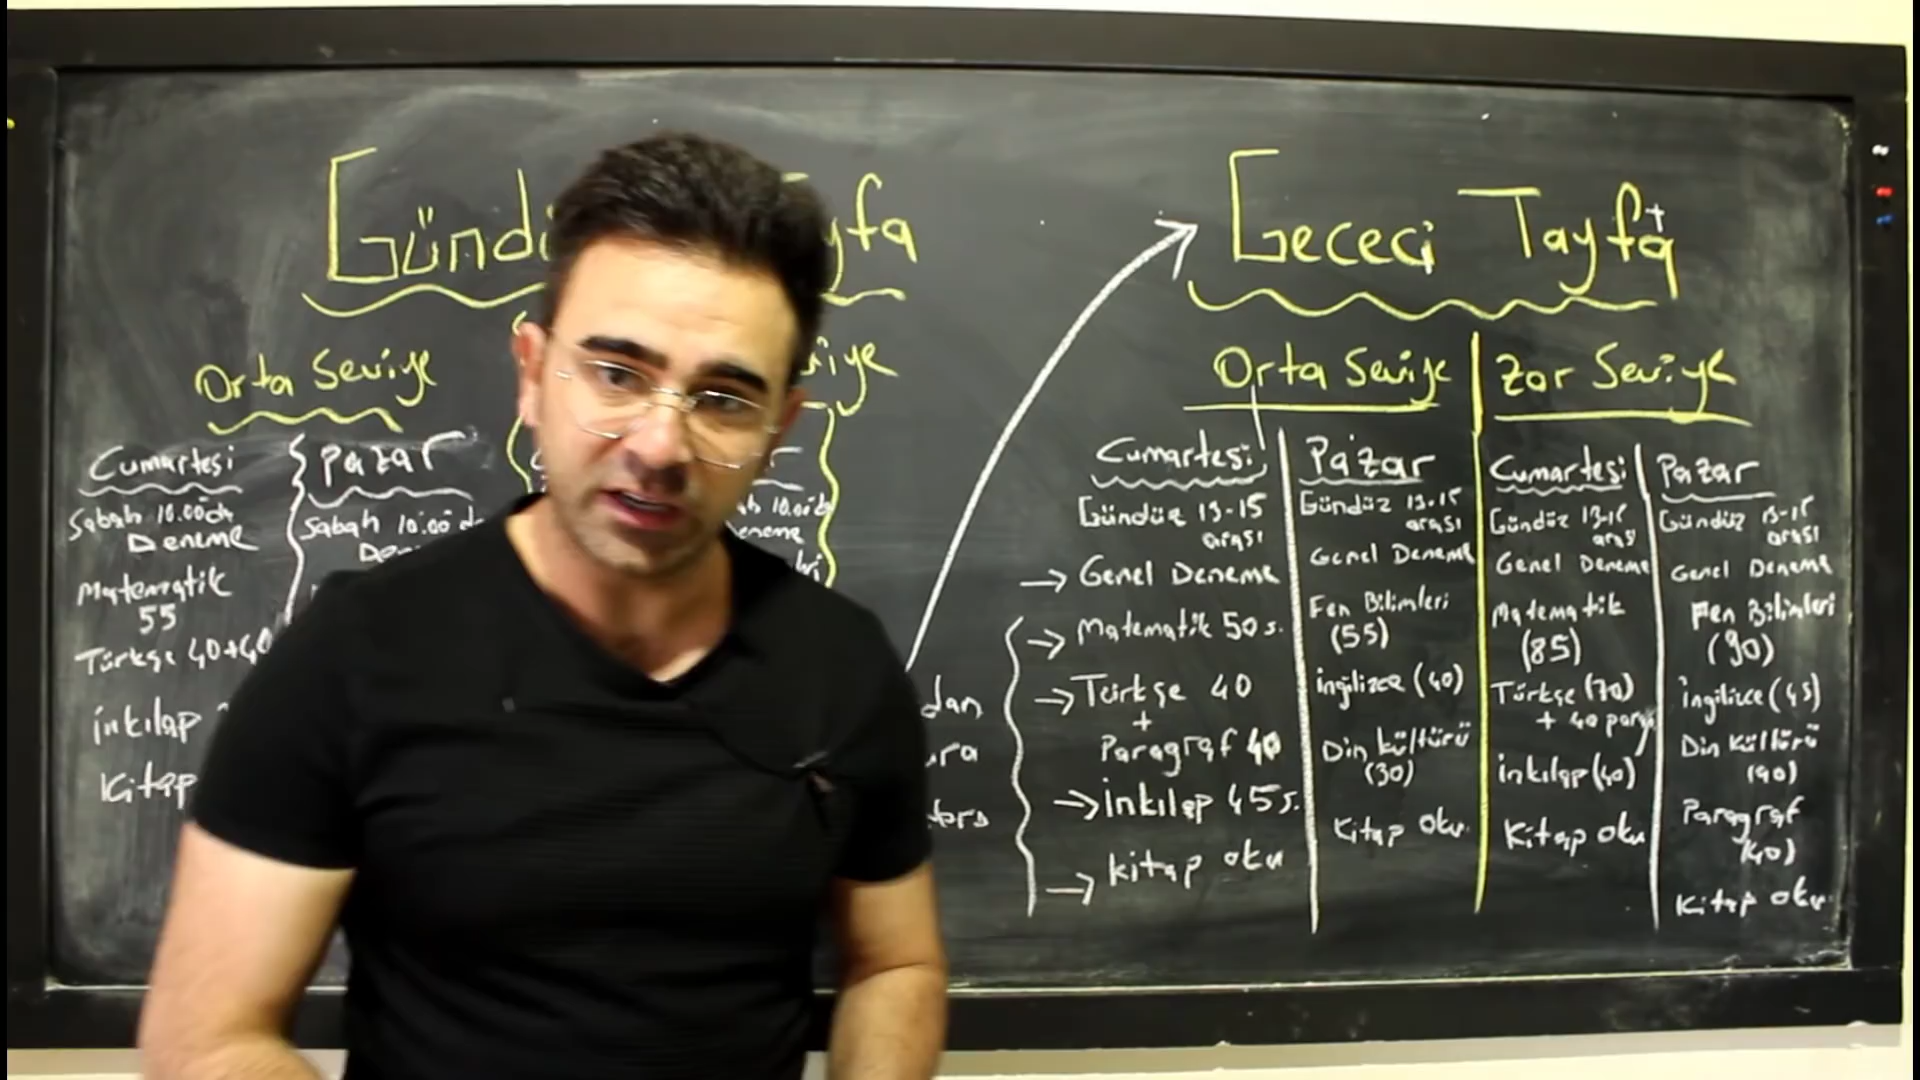 Gececi Tayfa
Orta Seviye
Cumartesi
Sabah 10.00'da
Deneme
Matematik
55
Türkçe 40+40
inkılap
Kitap
Pazar
Sabah 10.00'da
Orta Seviye
Cumartesi
Gündüz 13-15
arası
Genel Deneme
Matematik 50 s.
Türkçe 40
+
Paragraf 40
inkılap 45 s.
kitap oku
Pazar
Gündüz 13-15
arası
Genel Deneme
Fen Bilimleri
(55)
ingilizce (40)
Din kültürü
(30)
Kitap Oku
Zor Seviye
Cumartesi
Gündüz 13-15
arası
Genel Deneme
Matematik
(85)
Türkçe (70)
+ 40 parg
inkılap (40)
Kitap Oku
Pazar
Gündüz 13-15
arası
Genel Deneme
Fen Bilimleri
(90)
ingilizce (45)
Din Kültürü
(40)
Paragraf
(40)
Kitap Oku